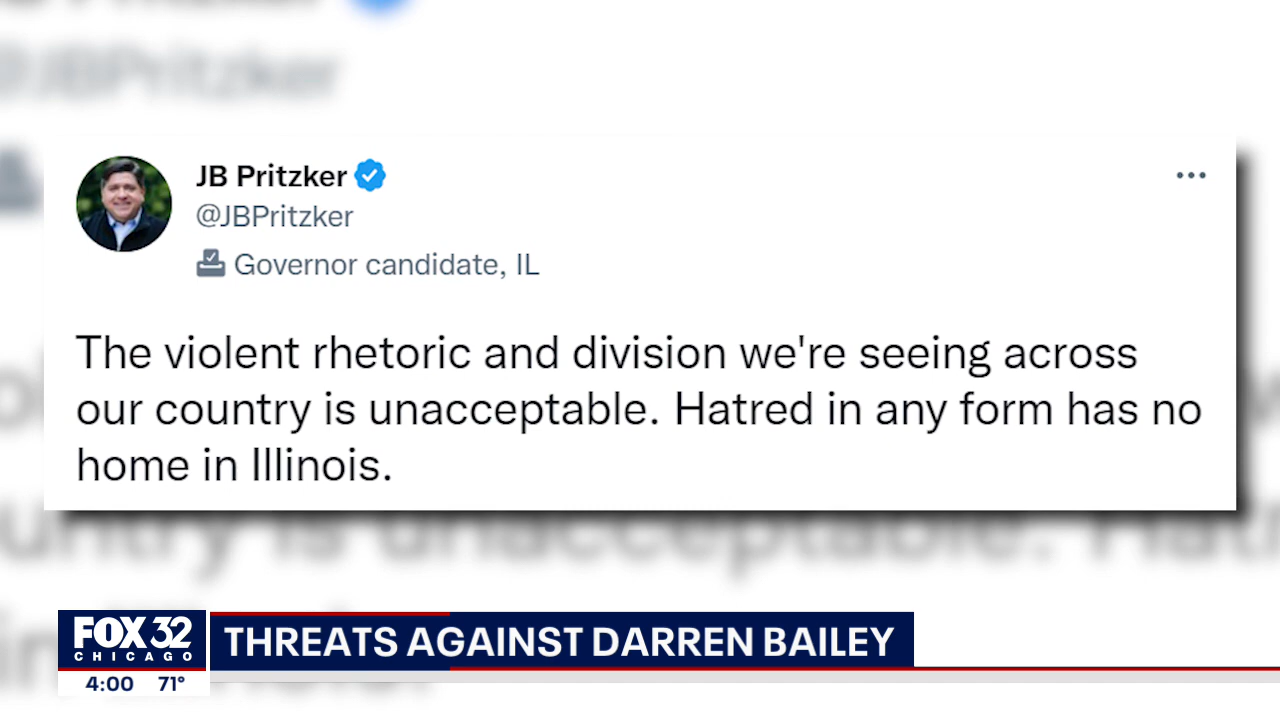 @JBPritzker
JB Pritzker
@JBPritzker
Governor candidate, IL
The violent rhetoric and division we're seeing across
our country is unacceptable. Hatred in any form has no
home in Illinois.
FOX 32
CHICAGO
THREATS AGAINST DARREN BAILEY
4:00 71°